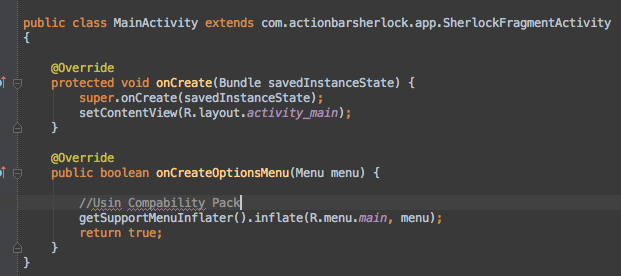 public class MainActivity extends com.actionbarsherlock.app.SherlockFragmentActivity
{
@Override
protected void onCreate(Bundle savedInstanceState) {
super.onCreate(savedInstanceState);
setContentView(R.layout.activity_main);
}
@Override
public boolean onCreateOptionsMenu(Menu menu) {
//Usin Compability Pack
getSupportMenuInflater().inflate(R.menu.main, menu);
return true;
}
}